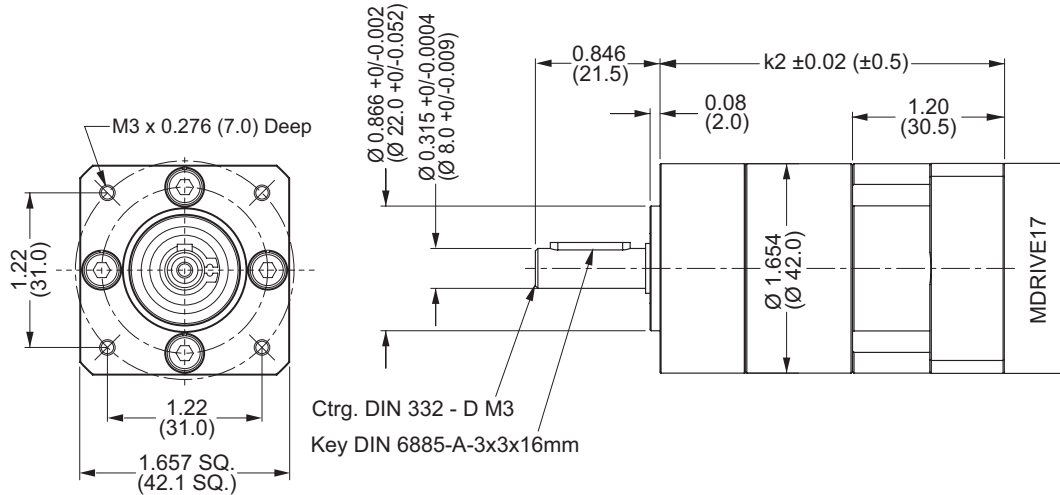 M3 x 0.276 (7.0) Deep
1.22
(31.0)
1.22
(31.0)
1.657 SQ.
(42.1 SQ.)
Ø 0.866 +0/-0.002
(Ø 22.0 +0/-0.052)
Ø 0.315 +0/-0.0004
(Ø 8.0 +0/-0.009)
0.846
(21.5)
k2 ±0.02 (±0.5)
0.08
(2.0)
1.20
(30.5)
Ø 1.654
(Ø 42.0)
MDRIVE17
Ctrg. DIN 332 - D M3
Key DIN 6885-A-3x3x16mm